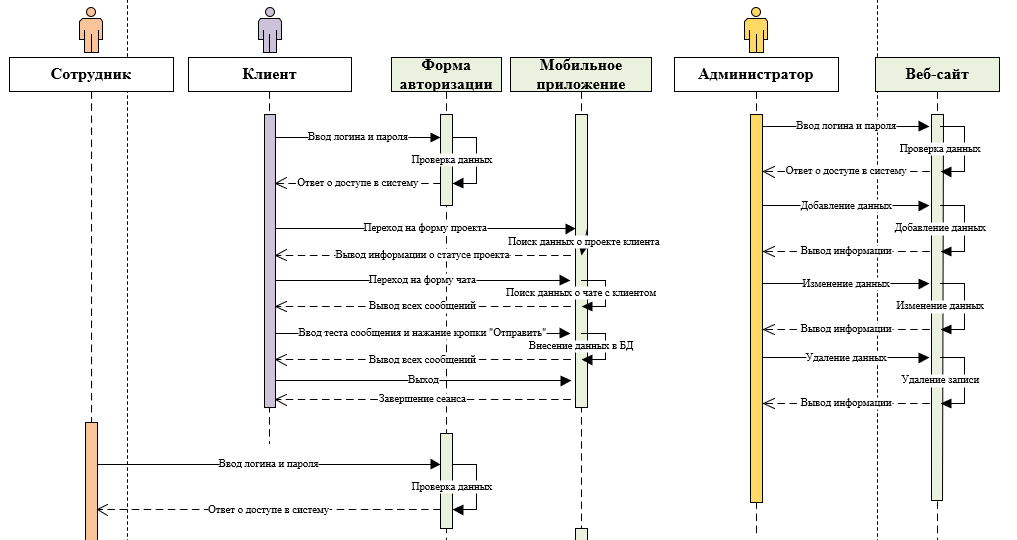 Сотрудник
Клиент
Форма
авторизации
Мобильное
приложение
Администратор
Веб-сайт
Ввод логина и пароля
Проверка данных
Ответ о доступе в систему
Переход на форму проекта
Поиск данных о проекте клиента
Вывод информации о статусе проекта
Переход на форму чата
Поиск данных о чате с клиентом
Вывод всех сообщений
Ввод теста сообщения и нажание кропки "Отправить"
Внесение данных в БД
Вывод всех сообщений
Выход
Завершение сеанса
Ввод логина и пароля
Проверка данных
Ответ о доступе в систему
Ввод логина и пароля
Проверка данных
Ответ о доступе в систему
Добавление данных
Добавление данных
Вывод информации
Изменение данных
Изменение данных
Вывод информации
Удаление данных
Удаление записи
Вывод информации